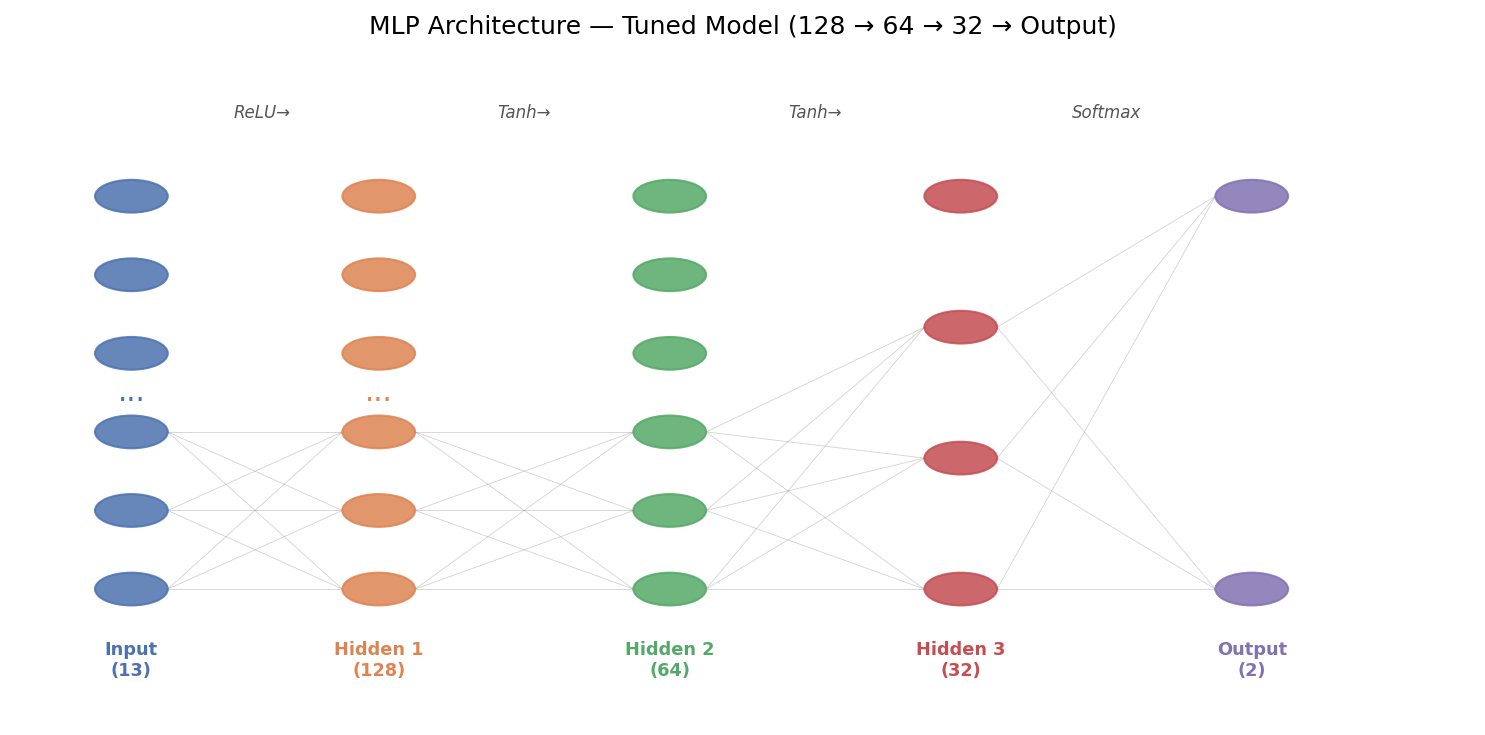 MLP Architecture — Tuned Model (128 → 64 → 32 → Output)
ReLU→ Tanh→ Tanh→ Softmax
... ...
Input Hidden 1 Hidden 2 Hidden 3 Output
(13) (128) (64) (32) (2)